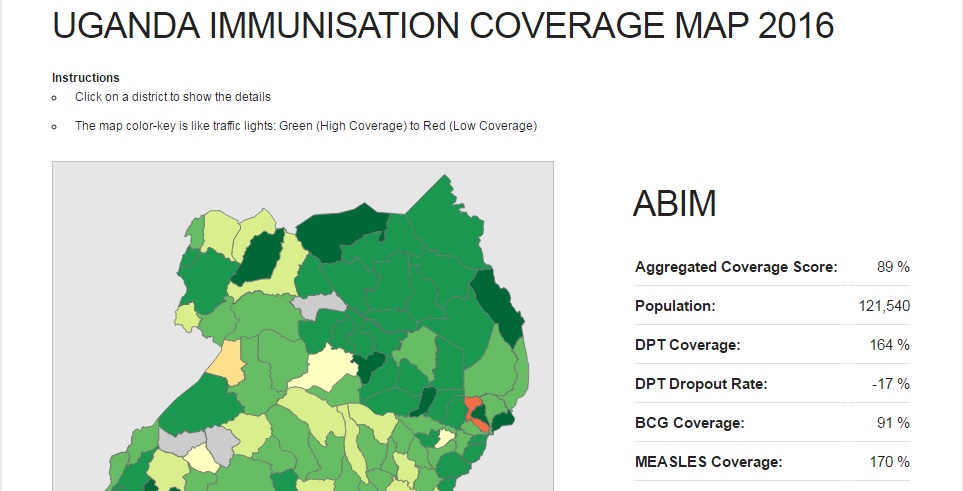 UGANDA IMMUNISATION COVERAGE MAP 2016
Instructions
Click on a district to show the details
The map color-key is like traffic lights: Green (High Coverage) to Red (Low Coverage)
ABIM
Aggregated Coverage Score: 89 %
Population: 121,540
DPT Coverage: 164 %
DPT Dropout Rate: -17 %
BCG Coverage: 91 %
MEASLES Coverage: 170 %